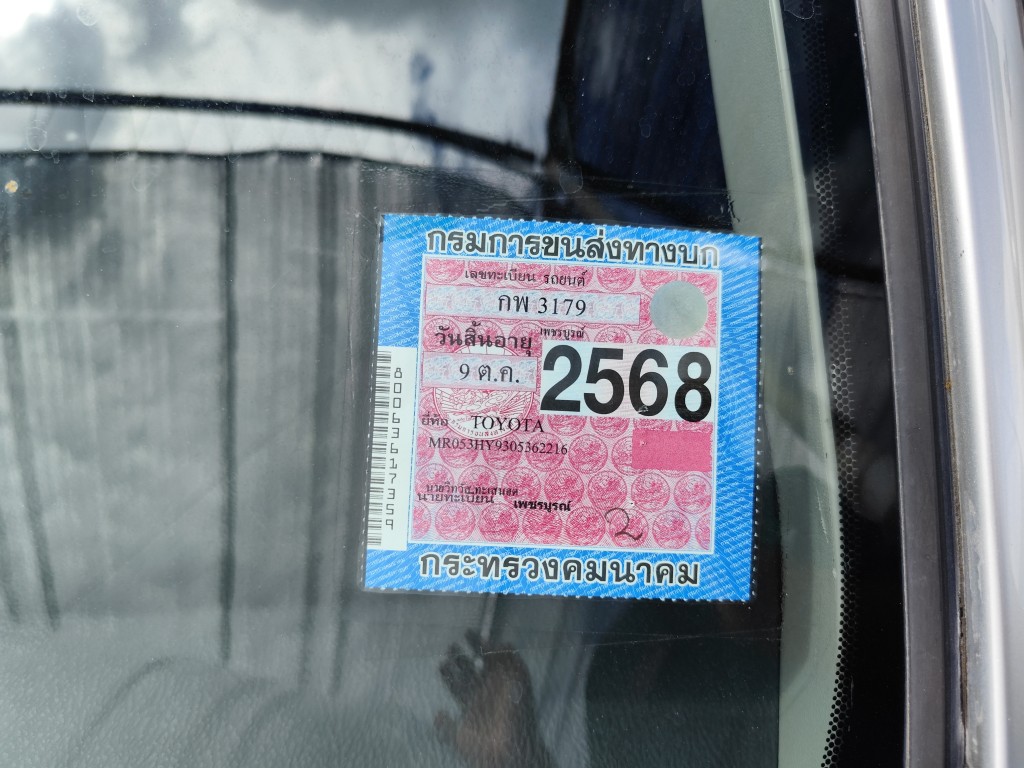 กรมการขนส่งทางบก
เลขทะเบียน รถยนต์
กพ 3179
เพชรบูรณ์
วันสิ้นอายุ
9 ต.ค.
2568
ยี่ห้อ TOYOTA
MR053HY9305362216
นายทะเบียน เพชรบูรณ์
2
กระทรวงคมนาคม
80063617359